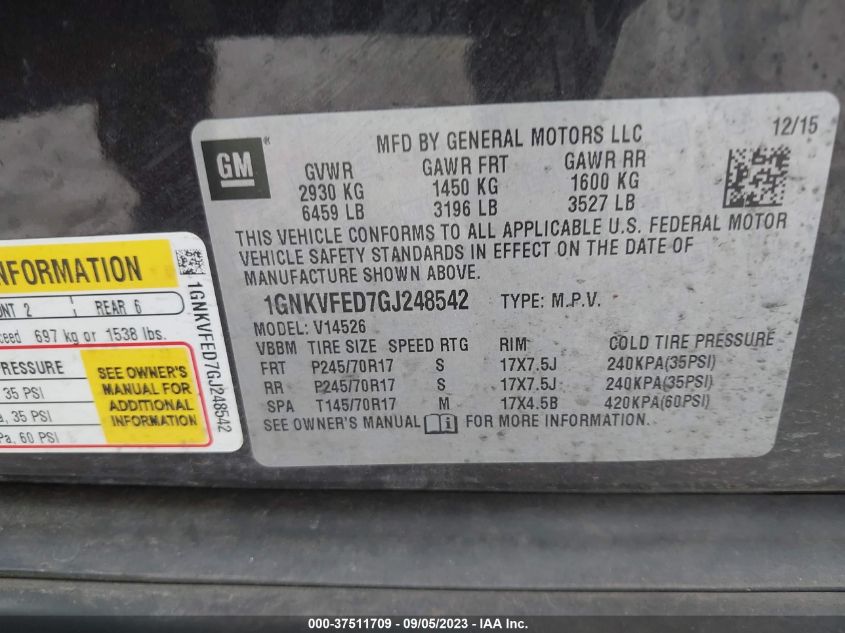 MFD BY GENERAL MOTORS LLC 12/15
GM
GVWR GAWR FRT GAWR RR
2930 KG 1450 KG 1600 KG
6459 LB 3196 LB 3527 LB
THIS VEHICLE CONFORMS TO ALL APPLICABLE U.S. FEDERAL MOTOR
VEHICLE SAFETY STANDARDS IN EFFECT ON THE DATE OF
MANUFACTURE SHOWN ABOVE.
1GNKVFED7GJ248542 TYPE: M.P.V.
MODEL: V14526
VBBM TIRE SIZE SPEED RTG RIM COLD TIRE PRESSURE
FRT P245/70R17 S 17X7.5J 240KPA(35PSI)
RR P245/70R17 S 17X7.5J 240KPA(35PSI)
SPA T145/70R17 M 17X4.5B 420KPA(60PSI)
SEE OWNER'S MANUAL FOR MORE INFORMATION.
NFORMATION
NT 2 REAR 6
ceed 697 kg or 1538 lbs.
PRESSURE
35 PSI
a, 35 PSI
Pa, 60 PSI
SEE OWNER'S
MANUAL FOR
ADDITIONAL
INFORMATION
1GNKVFED7GJ248542
000-37511709 - 09/05/2023 - IAA Inc.